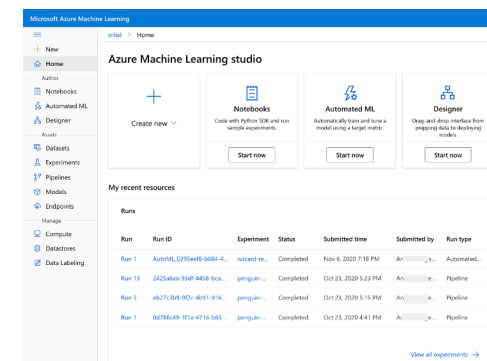 Microsoft Azure Machine Learning
mlwl > Home
New
Home
Author
Notebooks
Automated ML
Designer
Assets
Datasets
Experiments
Pipelines
Models
Endpoints
Manage
Compute
Datastores
Data Labeling
Azure Machine Learning studio
Create new
Notebooks
Code with Python SDK and run
sample experiments.
Start now
Automated ML
Automatically train and tune a
model using a target metric.
Start now
Designer
Drag-and-drop interface from
prepping data to deploying
models.
Start now
My recent resources
Runs
Run Run ID Experiment Status Submitted time Submitted by Run type
Run 1 AutoML_0295eef8-b684-4... wzcard-re... Completed Nov 6, 2020 7:18 PM Automated...
Run 13 2425a6aa-93df-4458-bca... penguin-... Completed Oct 23, 2020 5:23 PM Pipeline
Run 5 eb27c3b9-9f2c-4b91-916... penguin-... Completed Oct 23, 2020 5:15 PM Pipeline
Run 1 0d786c49-1f1a-4716-b65... penguin-... Completed Oct 23, 2020 4:41 PM Pipeline
View all experiments →